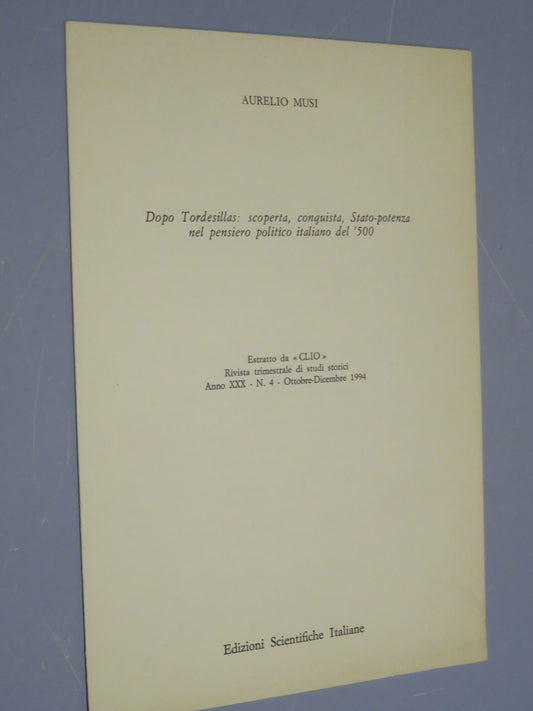 AURELIO MUSI
Dopo Tordesillas: scoperta, conquista, Stato-potenza
nel pensiero politico italiano del '500
Estratto da « CLIO »
Rivista trimestrale di studi storici
Anno XXX - N. 4 - Ottobre-Dicembre 1994
Edizioni Scientifiche Italiane